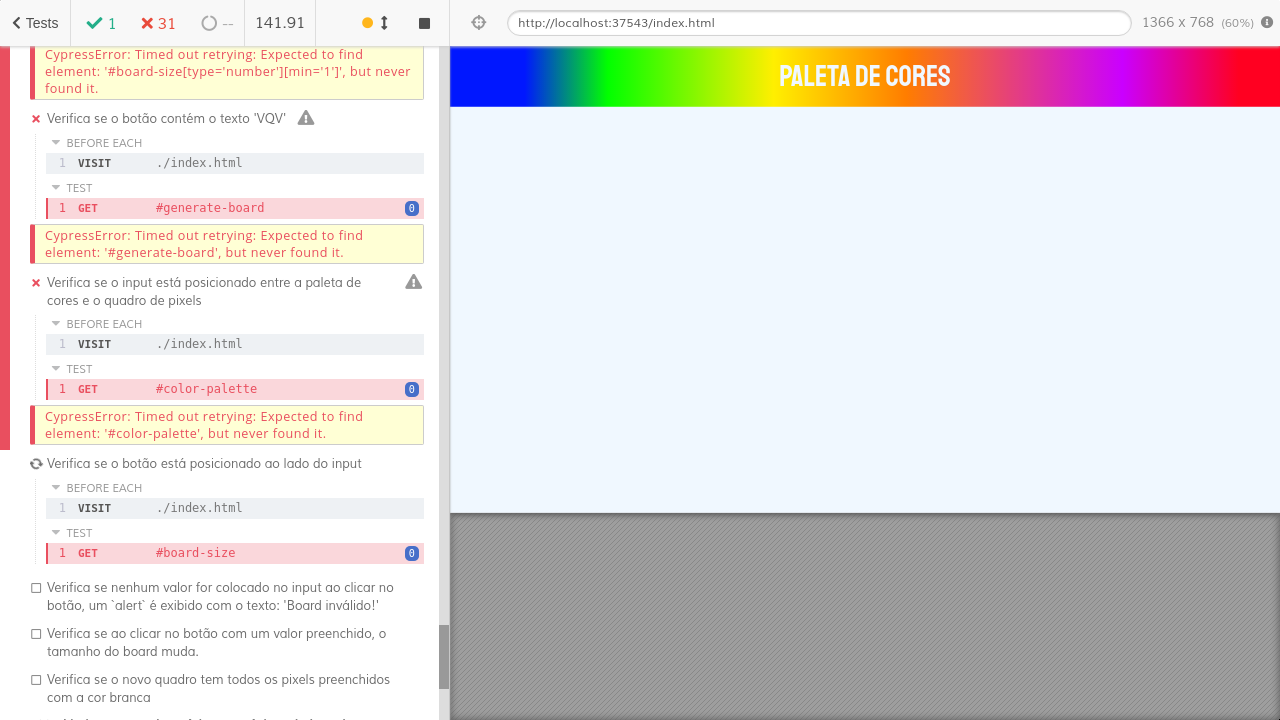 Tests
1
31
--
141.91
http://localhost:37543/index.html
1366 x 768 (60%)
CypressError: Timed out retrying: Expected to find
element: '#board-size[type='number'][min='1']', but never
found it.
Verifica se o botão contém o texto 'VQV'
BEFORE EACH
1 VISIT ./index.html
TEST
1 GET #generate-board 0
CypressError: Timed out retrying: Expected to find
element: '#generate-board', but never found it.
Verifica se o input está posicionado entre a paleta de
cores e o quadro de pixels
BEFORE EACH
1 VISIT ./index.html
TEST
1 GET #color-palette 0
CypressError: Timed out retrying: Expected to find
element: '#color-palette', but never found it.
Verifica se o botão está posicionado ao lado do input
BEFORE EACH
1 VISIT ./index.html
TEST
1 GET #board-size 0
Verifica se nenhum valor for colocado no input ao clicar no
botão, um `alert` é exibido com o texto: 'Board inválido!'
Verifica se ao clicar no botão com um valor preenchido, o
tamanho do board muda.
Verifica se o novo quadro tem todos os pixels preenchidos
com a cor branca
PALETA DE CORES